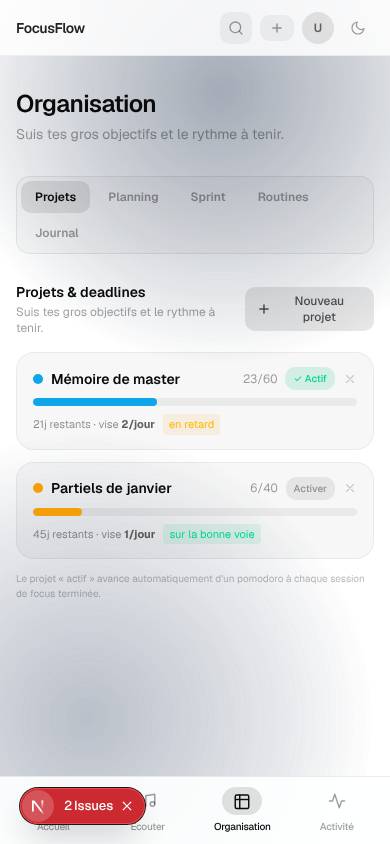 FocusFlow
U
Organisation
Suis tes gros objectifs et le rythme à tenir.
Projets
Planning
Sprint
Routines
Journal
Projets & deadlines
Suis tes gros objectifs et le rythme à
tenir.
+ Nouveau
projet
Mémoire de master
23/60
✓ Actif
21j restants · vise 2/jour
en retard
Partiels de janvier
6/40
Activer
45j restants · vise 1/jour
sur la bonne voie
Le projet « actif » avance automatiquement d'un pomodoro à chaque session
de focus terminée.
N
2 Issues
Accueil
Écouter
Organisation
Activité